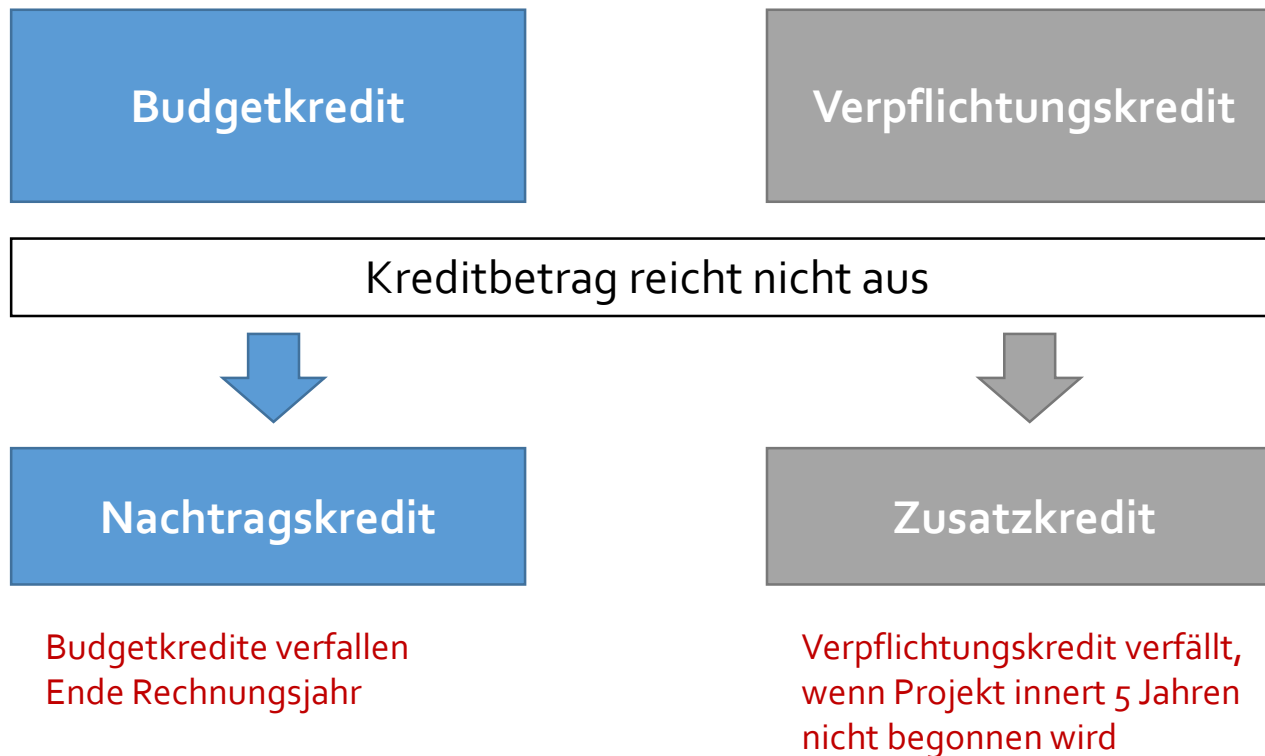 Budgetkredit
Verpflichtungskredit
Kreditbetrag reicht nicht aus
Nachtragskredit
Zusatzkredit
Budgetkredite verfallen
Ende Rechnungsjahr
Verpflichtungskredit verfällt,
wenn Projekt innert 5 Jahren
nicht begonnen wird